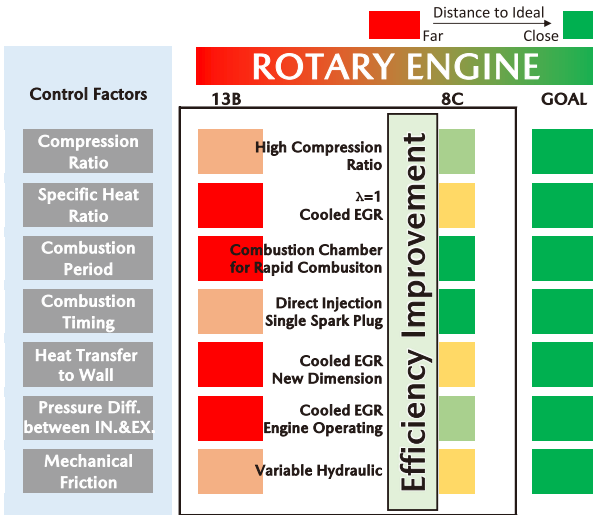 Distance to Ideal
Far
Close
ROTARY ENGINE
Control Factors
13B
8C
GOAL
Compression
Ratio
High Compression
Ratio
Specific Heat
Ratio
λ=1
Cooled EGR
Combustion
Period
Combustion Chamber
for Rapid Combusiton
Combustion
Timing
Direct Injection
Single Spark Plug
Heat Transfer
to Wall
Cooled EGR
New Dimension
Pressure Diff.
between IN.&EX.
Cooled EGR
Engine Operating
Mechanical
Friction
Variable Hydraulic
Efficiency Improvement